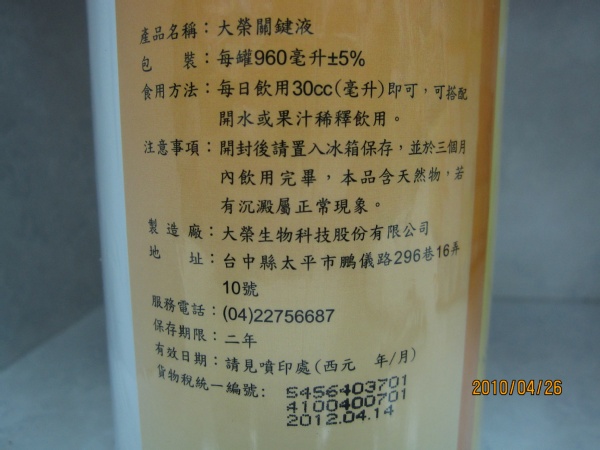 產品名稱：大榮關鍵液
包　　裝：每罐960毫升±5%
食用方法：每日飲用30cc(毫升)即可，可搭配
開水或果汁稀釋飲用。
注意事項：開封後請置入冰箱保存，並於三個月
內飲用完畢，本品含天然物，若
有沉澱屬正常現象。
製 造 廠：大榮生物科技股份有限公司
地　　址：台中縣太平市鵬儀路296巷16弄
10號
服務電話：(04)22756687
保存期限：二年
有效日期：請見噴印處(西元　年/月)
貨物稅統一編號：5456403701
4100400701
2012.04.14
2010/04/26